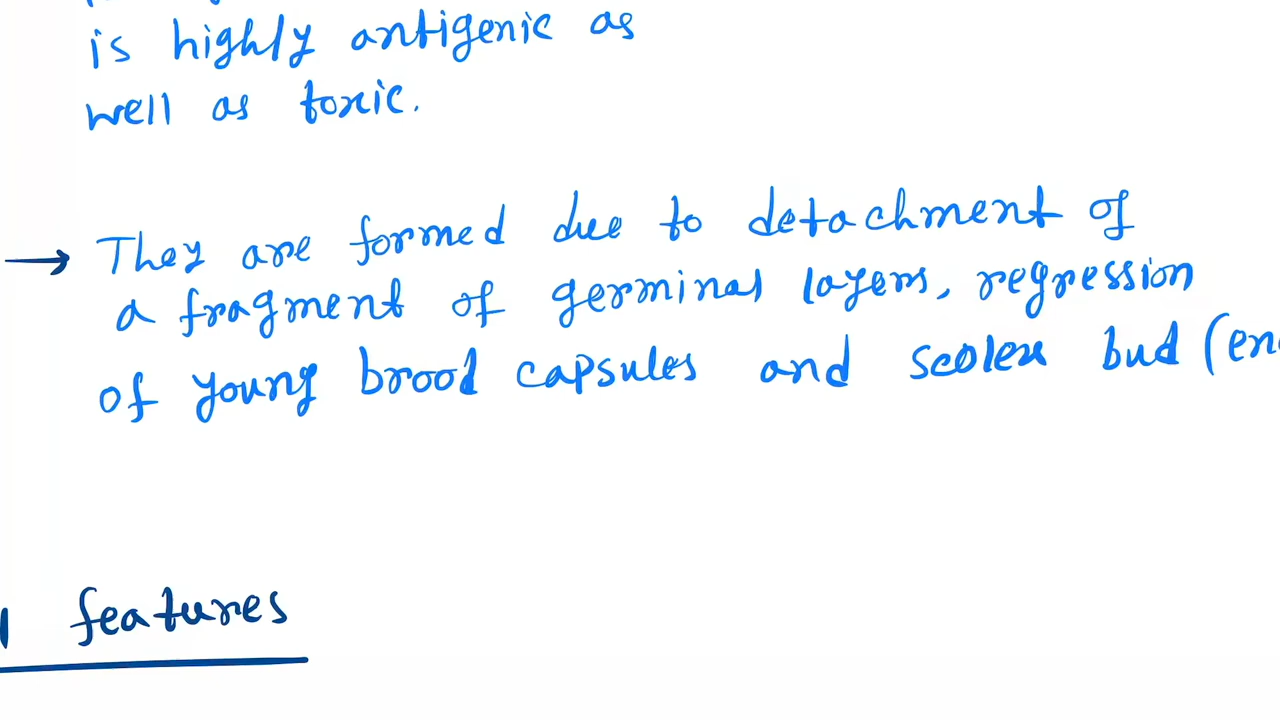 is highly antigenic as
well as toxic.
→ They are formed due to detachment of
a fragment of germinal layers, regression
of young brood capsules and scolex bud (en
l features